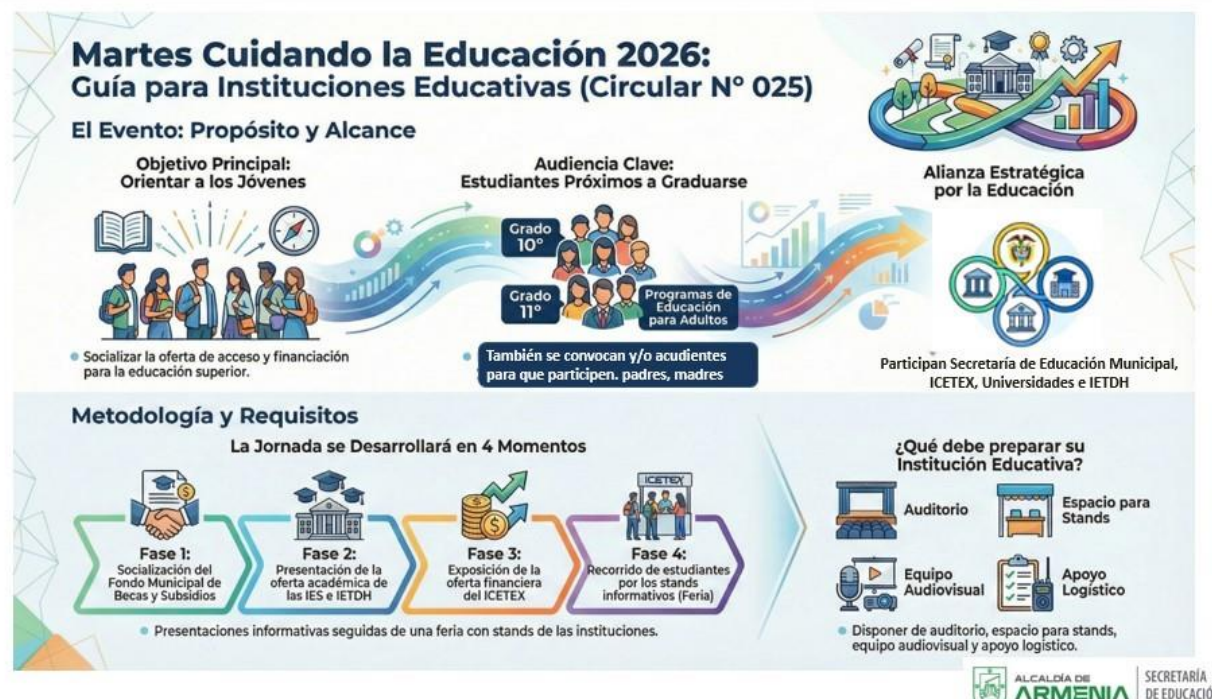 Martes Cuidando la Educación 2026:
Guía para Instituciones Educativas (Circular N° 025)
El Evento: Propósito y Alcance
Objetivo Principal:
Orientar a los Jóvenes
Socializar la oferta de acceso y financiación
para la educación superior.
Audiencia Clave:
Estudiantes Próximos a Graduarse
Grado
10°
Grado
11°
Programas de
Educación
para Adultos
También se convocan y/o acudientes
para que participen. padres, madres
Alianza Estratégica
por la Educación
Participan Secretaría de Educación Municipal,
ICETEX, Universidades e IETDH
Metodología y Requisitos
La Jornada se Desarrollará en 4 Momentos
Fase 1:
Socialización del
Fondo Municipal de
Becas y Subsidios
Fase 2:
Presentación de la
oferta académica de
las IES e IETDH
Fase 3:
Exposición de la
oferta financiera
del ICETEX
ICETEX
Fase 4:
Recorrido de estudiantes
por los stands
informativos (Feria)
Presentaciones informativas seguidas de una feria con stands de las instituciones.
¿Qué debe preparar su
Institución Educativa?
Auditorio
Espacio para
Stands
Equipo
Audiovisual
Apoyo
Logístico
Disponer de auditorio, espacio para stands,
equipo audiovisual y apoyo logístico.
ALCALDÍA DE
ARMENIA
SECRETARÍA
DE EDUCACIÓ